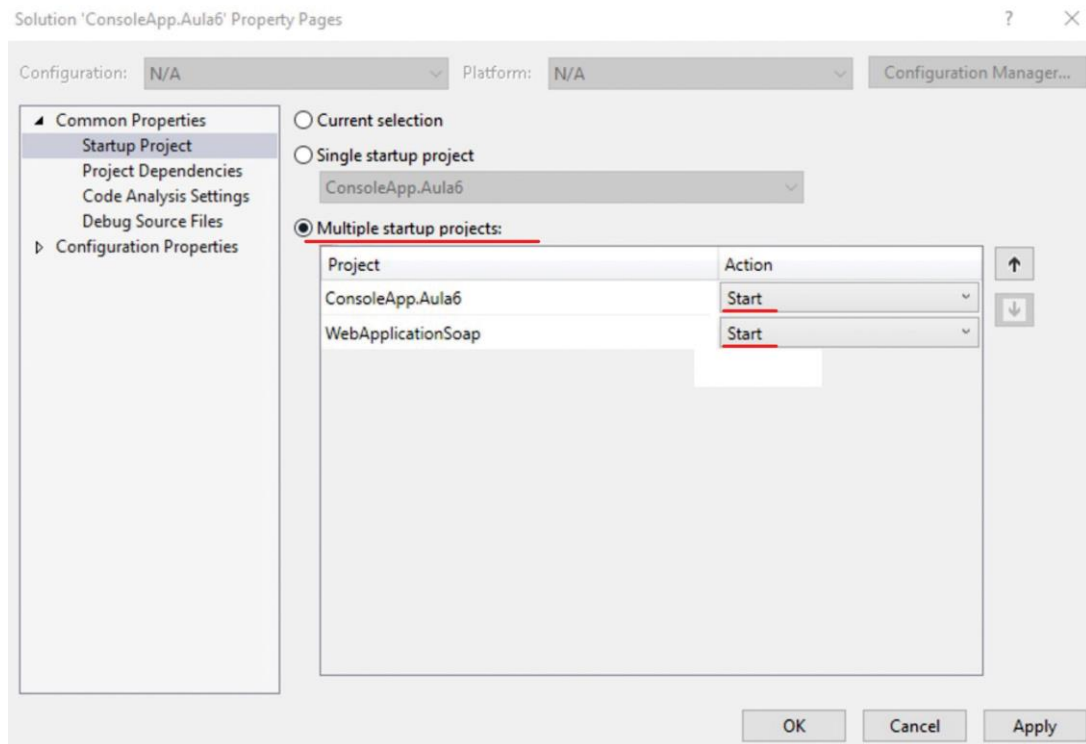 Solution 'ConsoleApp.Aula6' Property Pages ? ×
Configuration: N/A Platform: N/A Configuration Manager...
Common Properties
Startup Project
Project Dependencies
Code Analysis Settings
Debug Source Files
Configuration Properties
Current selection
Single startup project
ConsoleApp.Aula6
Multiple startup projects:
Project Action
ConsoleApp.Aula6 Start
WebApplicationSoap Start
OK Cancel Apply